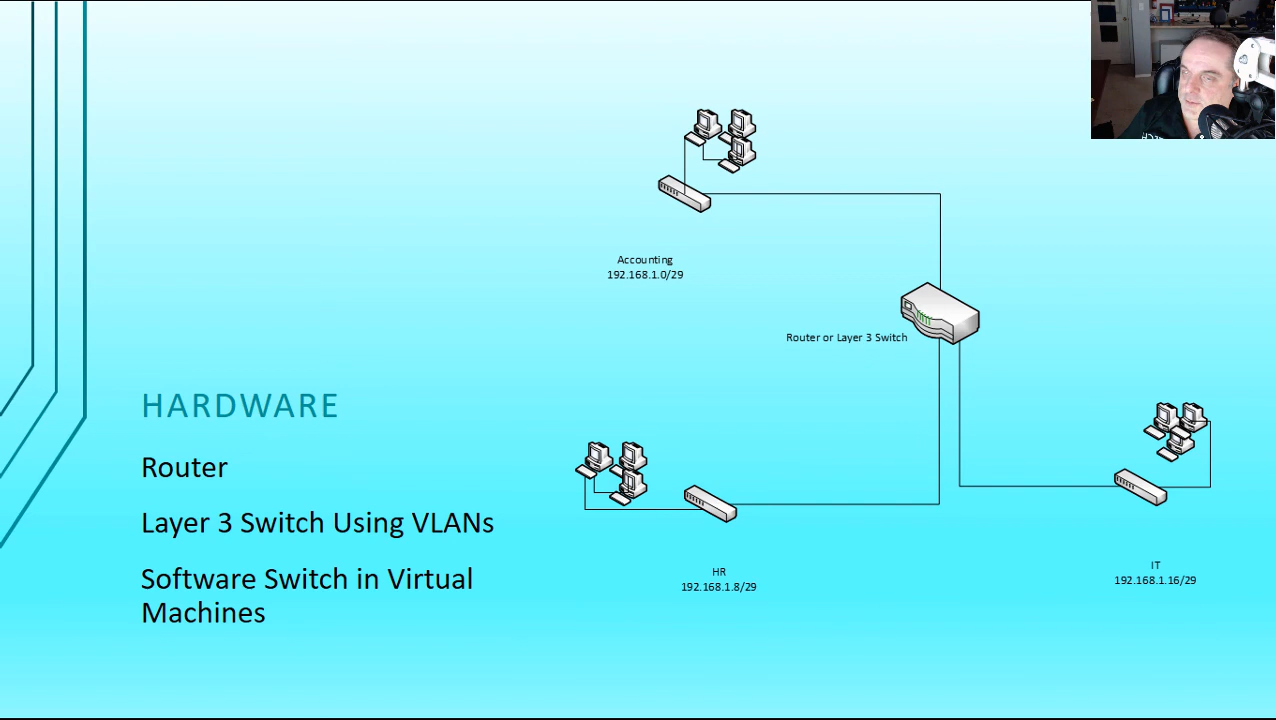 Accounting
192.168.1.0/29
Router or Layer 3 Switch
HARDWARE
Router
Layer 3 Switch Using VLANs
Software Switch in Virtual
Machines
HR
192.168.1.8/29
IT
192.168.1.16/29